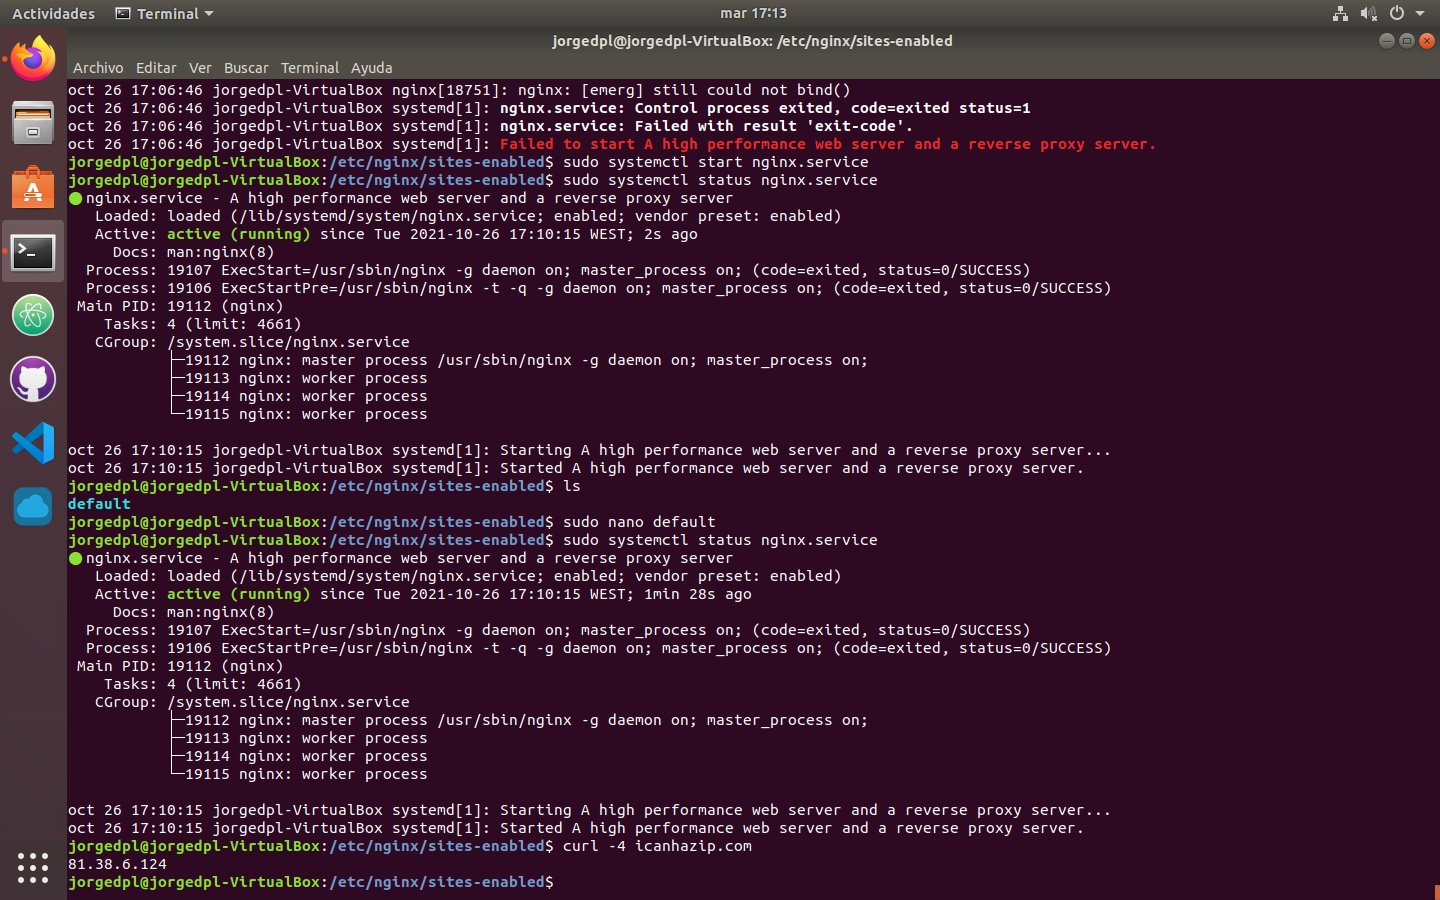 Actividades Terminal mar 17:13
jorgedpl@jorgedpl-VirtualBox: /etc/nginx/sites-enabled
Archivo Editar Ver Buscar Terminal Ayuda
oct 26 17:06:46 jorgedpl-VirtualBox nginx[18751]: nginx: [emerg] still could not bind()
oct 26 17:06:46 jorgedpl-VirtualBox systemd[1]: nginx.service: Control process exited, code=exited status=1
oct 26 17:06:46 jorgedpl-VirtualBox systemd[1]: nginx.service: Failed with result 'exit-code'.
oct 26 17:06:46 jorgedpl-VirtualBox systemd[1]: Failed to start A high performance web server and a reverse proxy server.
jorgedpl@jorgedpl-VirtualBox:/etc/nginx/sites-enabled$ sudo systemctl start nginx.service
jorgedpl@jorgedpl-VirtualBox:/etc/nginx/sites-enabled$ sudo systemctl status nginx.service
● nginx.service - A high performance web server and a reverse proxy server
   Loaded: loaded (/lib/systemd/system/nginx.service; enabled; vendor preset: enabled)
   Active: active (running) since Tue 2021-10-26 17:10:15 WEST; 2s ago
     Docs: man:nginx(8)
  Process: 19107 ExecStart=/usr/sbin/nginx -g daemon on; master_process on; (code=exited, status=0/SUCCESS)
  Process: 19106 ExecStartPre=/usr/sbin/nginx -t -q -g daemon on; master_process on; (code=exited, status=0/SUCCESS)
 Main PID: 19112 (nginx)
    Tasks: 4 (limit: 4661)
   CGroup: /system.slice/nginx.service
           ├─19112 nginx: master process /usr/sbin/nginx -g daemon on; master_process on;
           ├─19113 nginx: worker process
           ├─19114 nginx: worker process
           └─19115 nginx: worker process
oct 26 17:10:15 jorgedpl-VirtualBox systemd[1]: Starting A high performance web server and a reverse proxy server...
oct 26 17:10:15 jorgedpl-VirtualBox systemd[1]: Started A high performance web server and a reverse proxy server.
jorgedpl@jorgedpl-VirtualBox:/etc/nginx/sites-enabled$ ls
default
jorgedpl@jorgedpl-VirtualBox:/etc/nginx/sites-enabled$ sudo nano default
jorgedpl@jorgedpl-VirtualBox:/etc/nginx/sites-enabled$ sudo systemctl status nginx.service
● nginx.service - A high performance web server and a reverse proxy server
   Loaded: loaded (/lib/systemd/system/nginx.service; enabled; vendor preset: enabled)
   Active: active (running) since Tue 2021-10-26 17:10:15 WEST; 1min 28s ago
     Docs: man:nginx(8)
  Process: 19107 ExecStart=/usr/sbin/nginx -g daemon on; master_process on; (code=exited, status=0/SUCCESS)
  Process: 19106 ExecStartPre=/usr/sbin/nginx -t -q -g daemon on; master_process on; (code=exited, status=0/SUCCESS)
 Main PID: 19112 (nginx)
    Tasks: 4 (limit: 4661)
   CGroup: /system.slice/nginx.service
           ├─19112 nginx: master process /usr/sbin/nginx -g daemon on; master_process on;
           ├─19113 nginx: worker process
           ├─19114 nginx: worker process
           └─19115 nginx: worker process
oct 26 17:10:15 jorgedpl-VirtualBox systemd[1]: Starting A high performance web server and a reverse proxy server...
oct 26 17:10:15 jorgedpl-VirtualBox systemd[1]: Started A high performance web server and a reverse proxy server.
jorgedpl@jorgedpl-VirtualBox:/etc/nginx/sites-enabled$ curl -4 icanhazip.com
81.38.6.124
jorgedpl@jorgedpl-VirtualBox:/etc/nginx/sites-enabled$